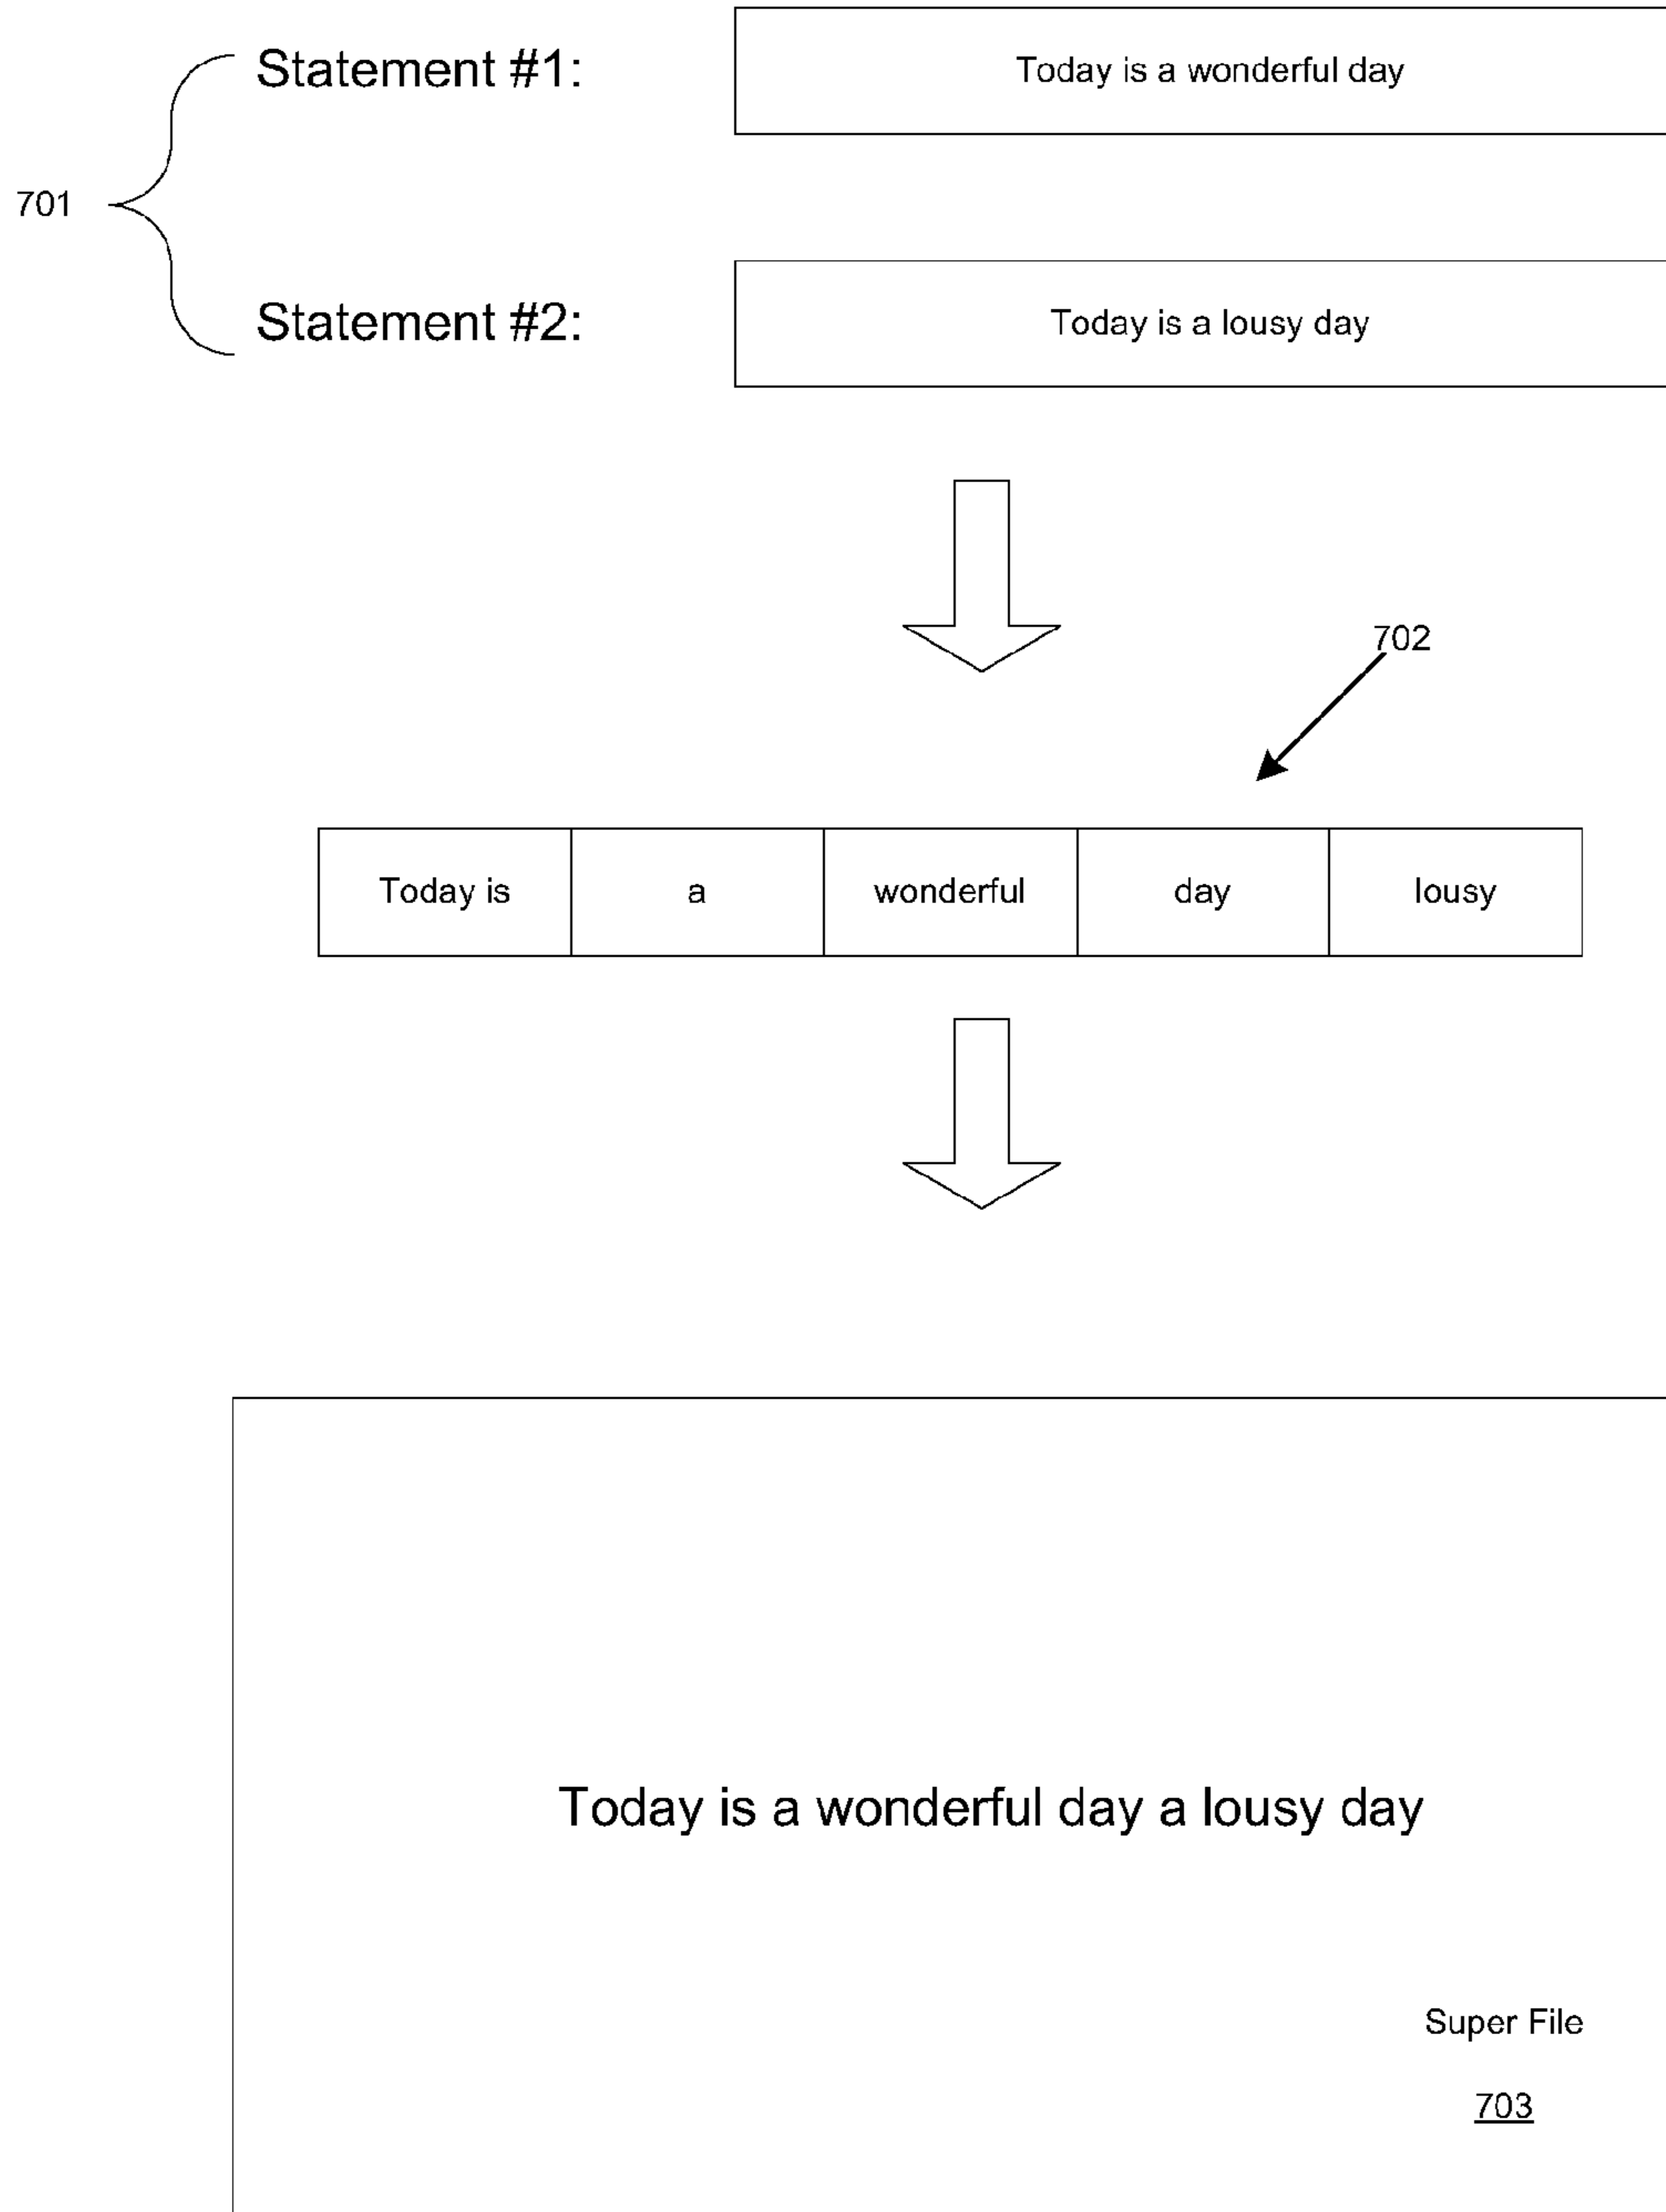 Statement #1: Today is a wonderful day
701
Statement #2: Today is a lousy day
702
Today is a wonderful day lousy
Today is a wonderful day a lousy day
Super File
703